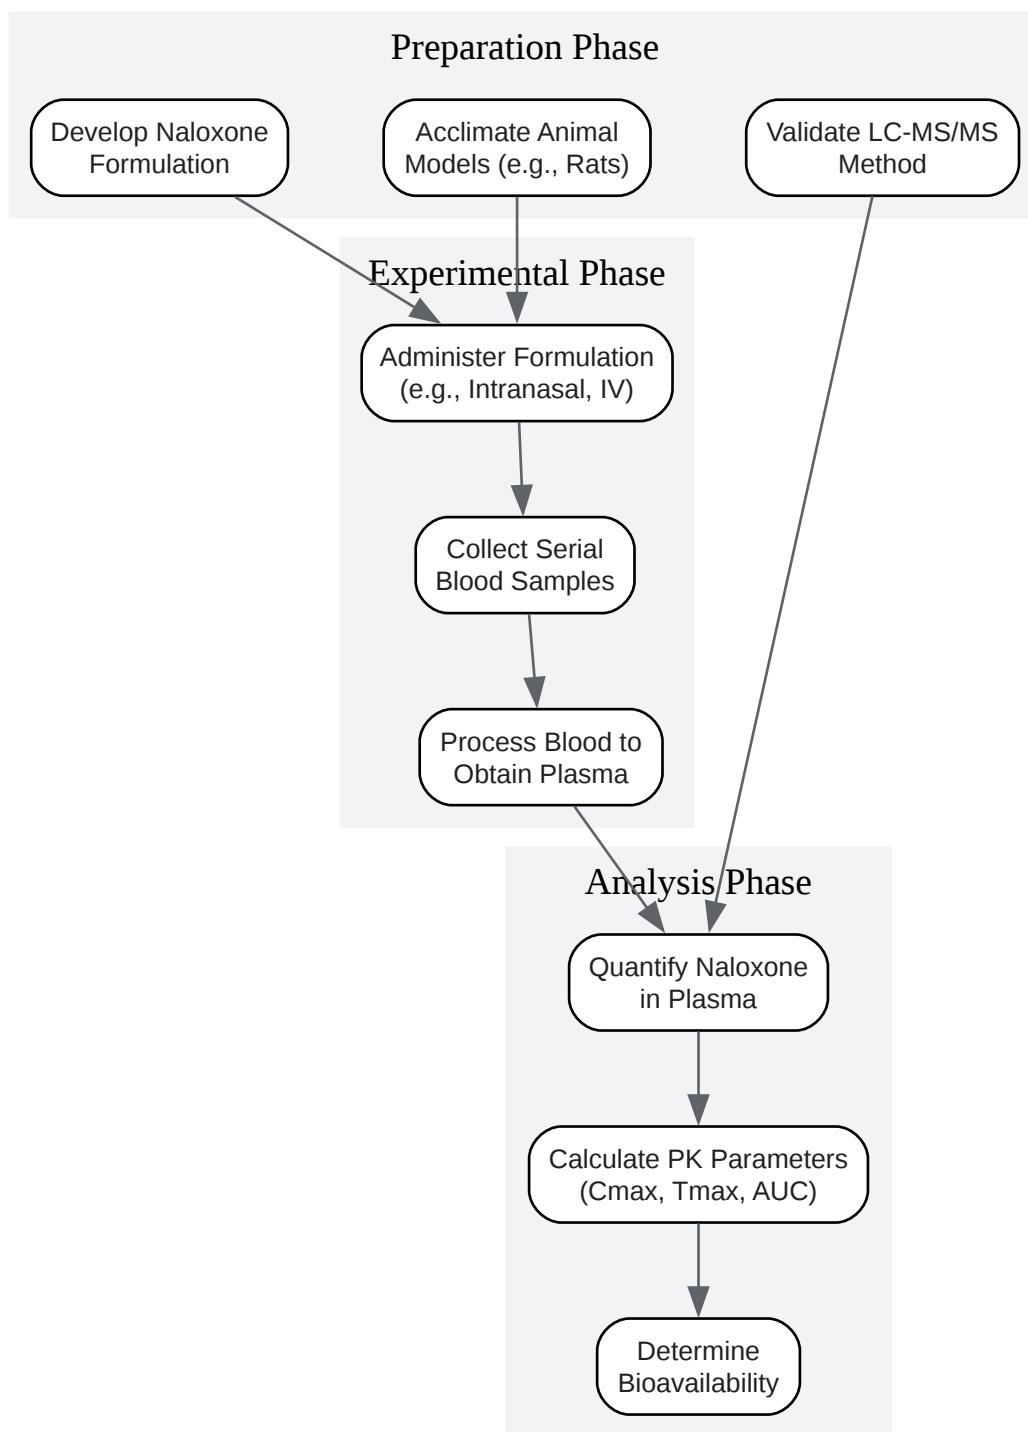 Preparation Phase
Develop Naloxone
Formulation
Acclimate Animal
Models (e.g., Rats)
Validate LC-MS/MS
Method
Experimental Phase
Administer Formulation
(e.g., Intranasal, IV)
Collect Serial
Blood Samples
Process Blood to
Obtain Plasma
Analysis Phase
Quantify Naloxone
in Plasma
Calculate PK Parameters
(Cmax, Tmax, AUC)
Determine
Bioavailability